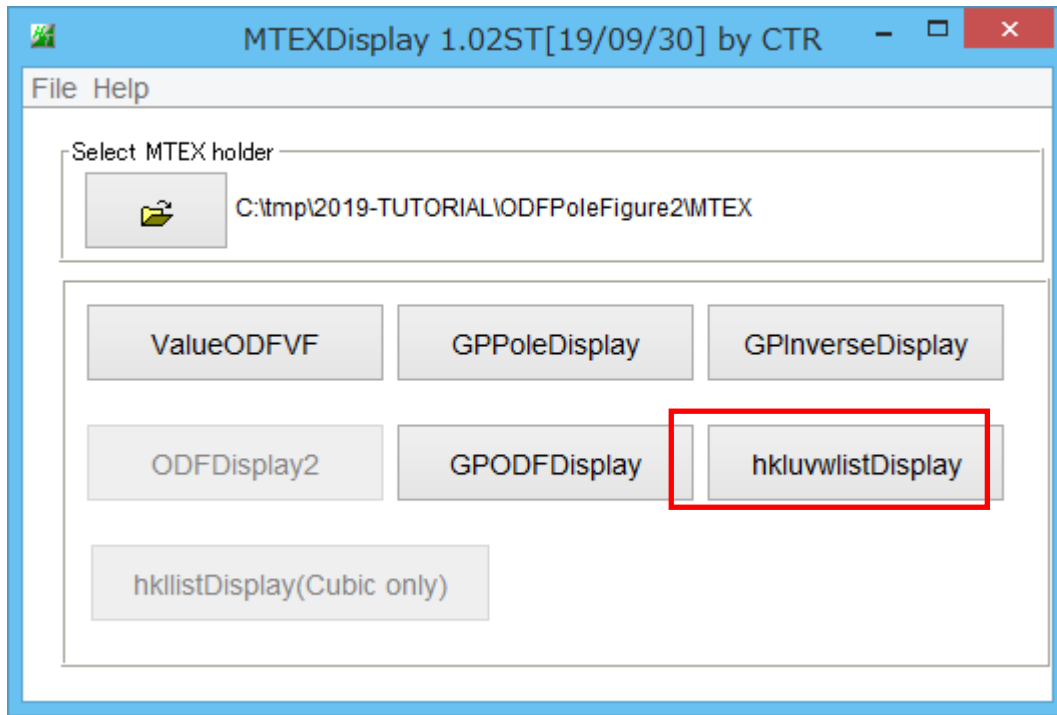 MTEXDisplay 1.02ST[19/09/30] by CTR
File Help
Select MTEX holder
C:\tmp\2019-TUTORIAL\ODFPoleFigure2\MTEX
ValueODFVF GPPoleDisplay GPInverseDisplay
ODFDisplay2 GPODFDisplay hkluvwlistDisplay
hkllistDisplay(Cubic only)